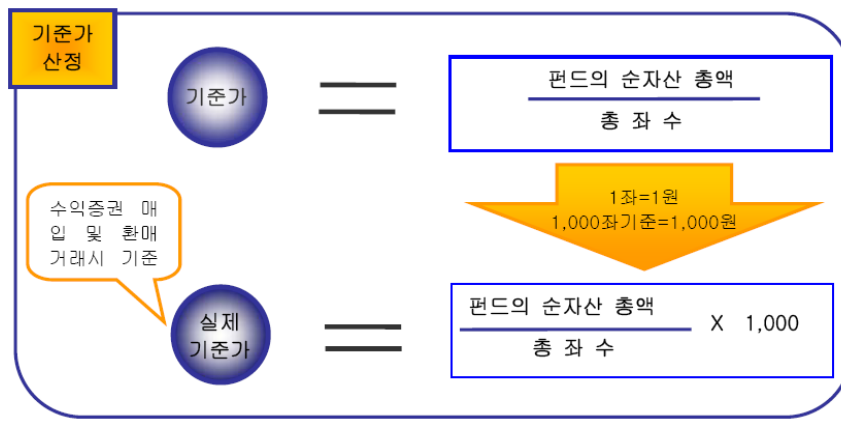 기준가
산정
기준가
펀드의 순자산 총액
총 좌 수
1좌=1원
1,000좌기준=1,000원
수익증권 매
입 및 환매
거래시 기준
실제
기준가
펀드의 순자산 총액
총 좌 수
X 1,000